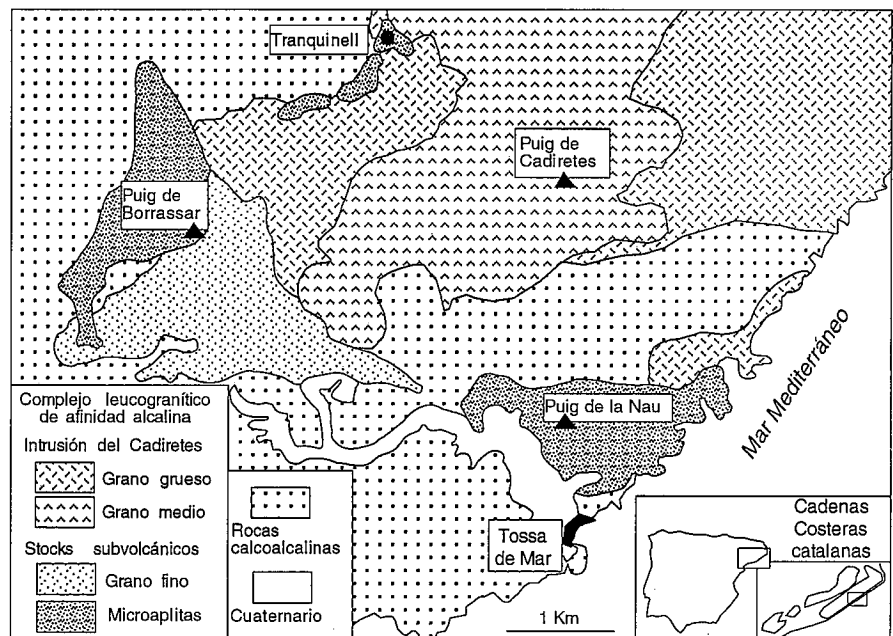 Tranquinell
Puig de
Cadiretes
Puig de
Borrassar
Mar Mediterráneo
Puig de la Nau
Tossa
de Mar
1 Km
Complejo leucogranítico
de afinidad alcalina
Intrusión del Cadiretes
Grano grueso
Grano medio
Stocks subvolcánicos
Grano fino
Microaplitas
Rocas
calcoalcalinas
Cuaternario
Cadenas
Costeras
catalanas